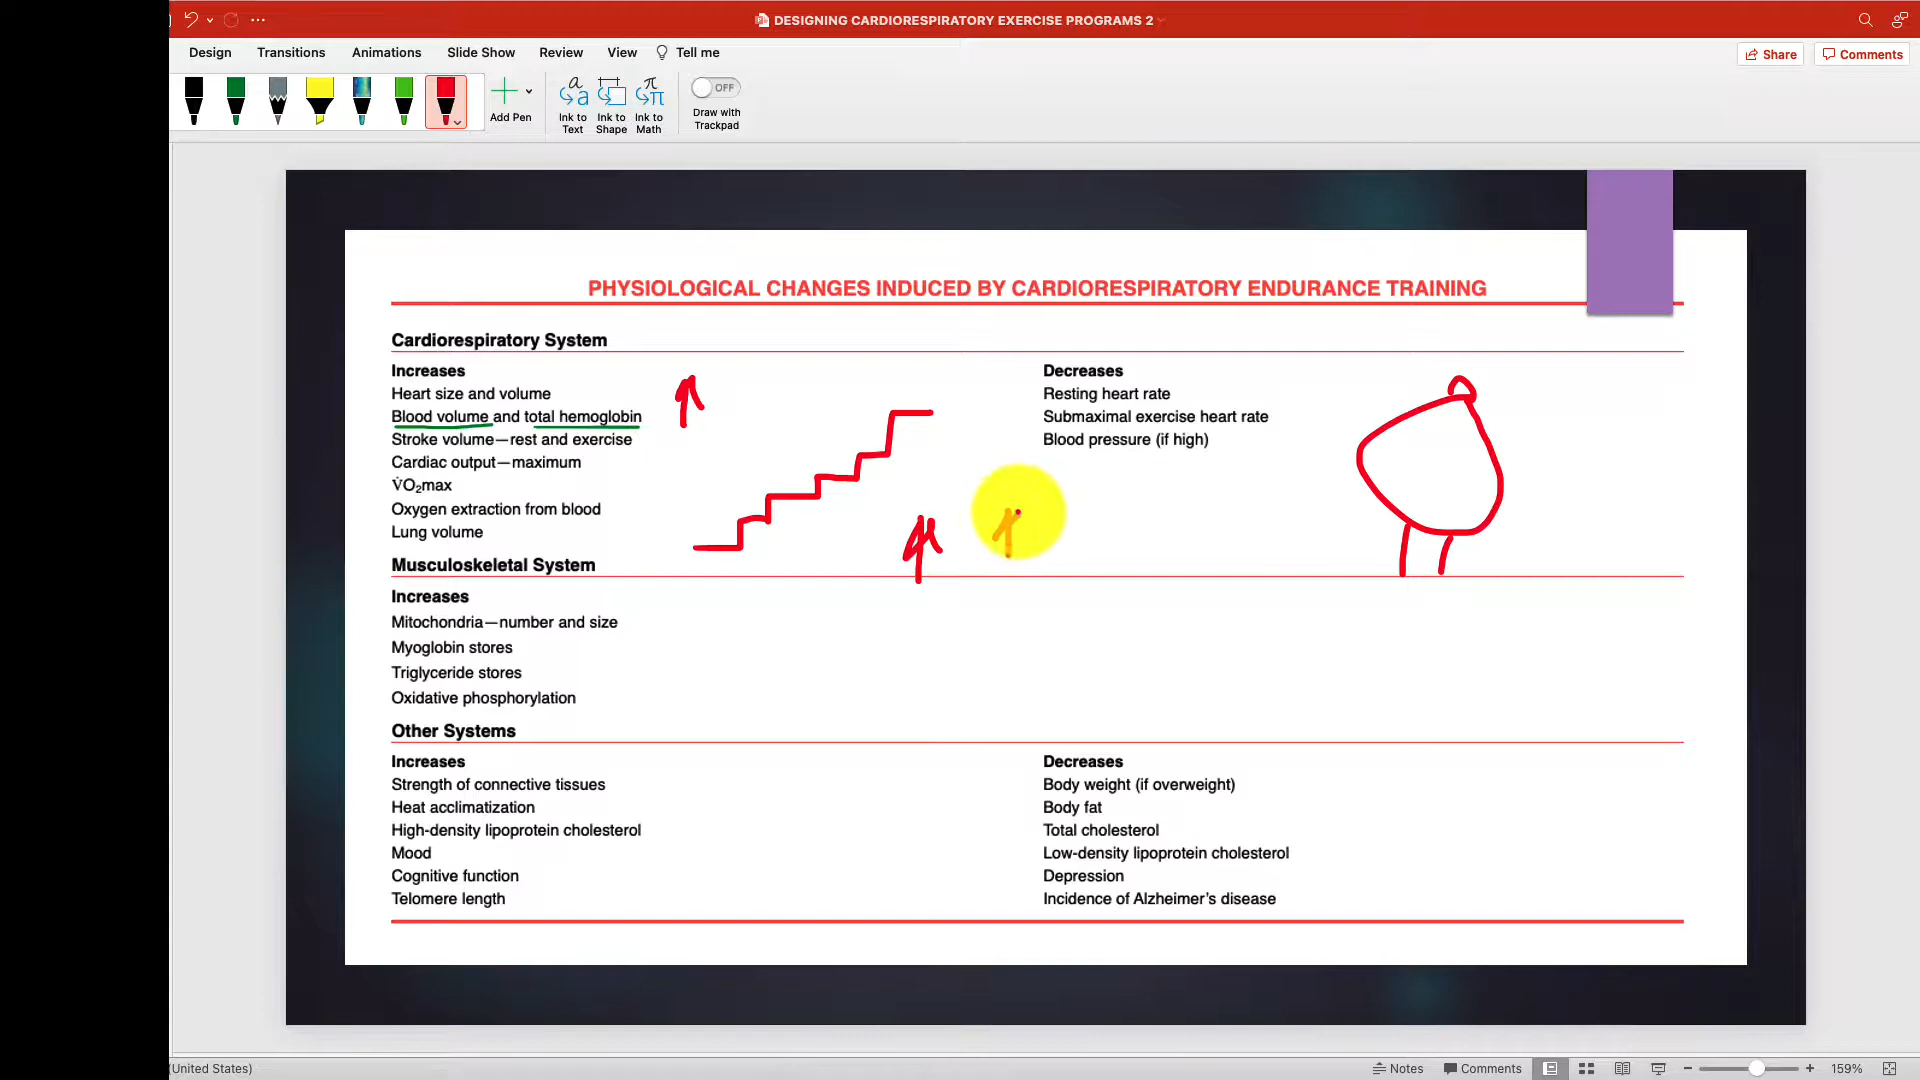 DESIGNING CARDIORESPIRATORY EXERCISE PROGRAMS 2
Design Transitions Animations Slide Show Review View Tell me
Share Comments
Add Pen
Ink to Text
Ink to Shape
Ink to Math
OFF
Draw with Trackpad
PHYSIOLOGICAL CHANGES INDUCED BY CARDIORESPIRATORY ENDURANCE TRAINING
Cardiorespiratory System
Increases
Heart size and volume
Blood volume and total hemoglobin
Stroke volume—rest and exercise
Cardiac output—maximum
V̇O₂max
Oxygen extraction from blood
Lung volume
Decreases
Resting heart rate
Submaximal exercise heart rate
Blood pressure (if high)
Musculoskeletal System
Increases
Mitochondria—number and size
Myoglobin stores
Triglyceride stores
Oxidative phosphorylation
Other Systems
Increases
Strength of connective tissues
Heat acclimatization
High-density lipoprotein cholesterol
Mood
Cognitive function
Telomere length
Decreases
Body weight (if overweight)
Body fat
Total cholesterol
Low-density lipoprotein cholesterol
Depression
Incidence of Alzheimer's disease
(United States)
Notes Comments 159%